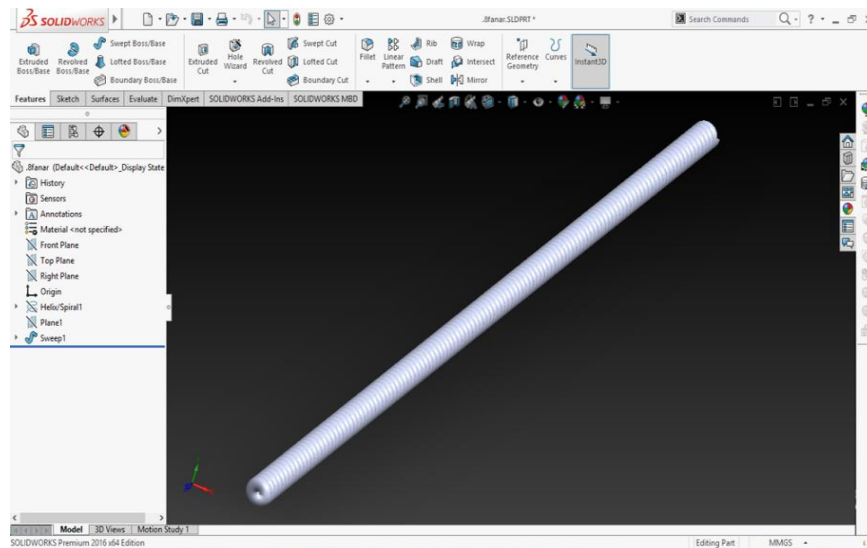 SOLIDWORKS
.8fanar.SLDPRT *
Search Commands
Extruded Boss/Base
Revolved Boss/Base
Swept Boss/Base
Lofted Boss/Base
Boundary Boss/Base
Extruded Cut
Hole Wizard
Revolved Cut
Swept Cut
Lofted Cut
Boundary Cut
Fillet
Linear Pattern
Rib
Draft
Shell
Wrap
Intersect
Mirror
Reference Geometry
Curves
Instant3D
Features Sketch Surfaces Evaluate DimXpert SOLIDWORKS Add-Ins SOLIDWORKS MBD
.8fanar (Default<<Default>_Display State
History
Sensors
Annotations
Material <not specified>
Front Plane
Top Plane
Right Plane
Origin
Helix/Spiral1
Plane1
Sweep1
Model 3D Views Motion Study 1
SOLIDWORKS Premium 2016 x64 Edition
Editing Part MMGS